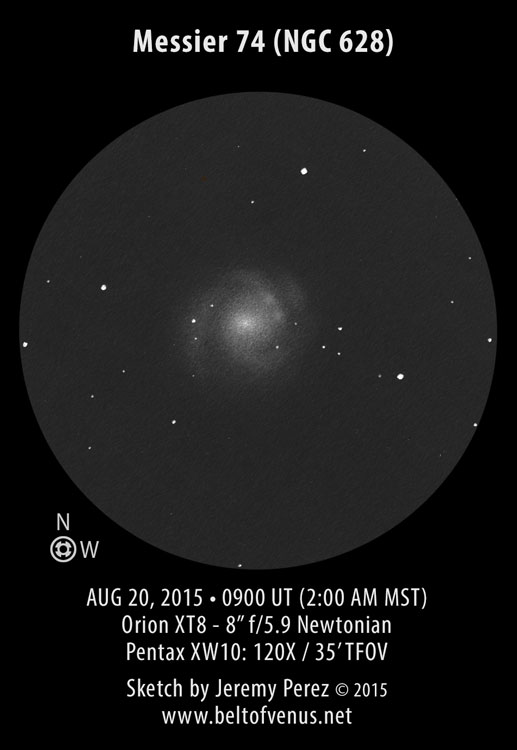 Messier 74 (NGC 628)
N
W
AUG 20, 2015 • 0900 UT (2:00 AM MST)
Orion XT8 - 8” f/5.9 Newtonian
Pentax XW10: 120X / 35’ TFOV
Sketch by Jeremy Perez © 2015
www.beltofvenus.net